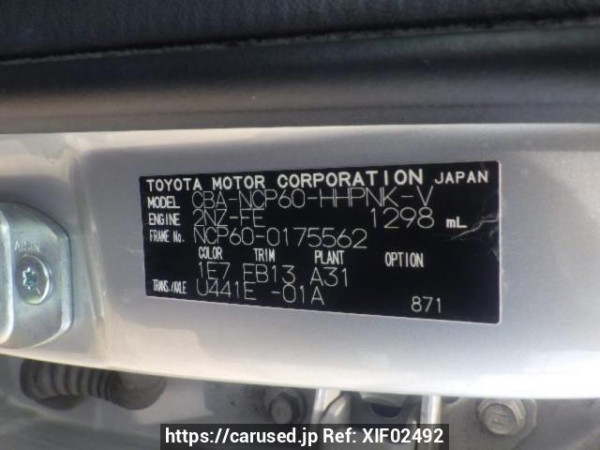 TOYOTA MOTOR CORPORATION JAPAN
MODEL CBA-NCP60-HHPNK-V
ENGINE 2NZ-FE 1298 mL
FRAME No. NCP60-0175562
COLOR TRIM PLANT OPTION
1E7 FB13 A31
TRANS./AXLE U441E -01A
871
https://carused.jp Ref: XIF02492